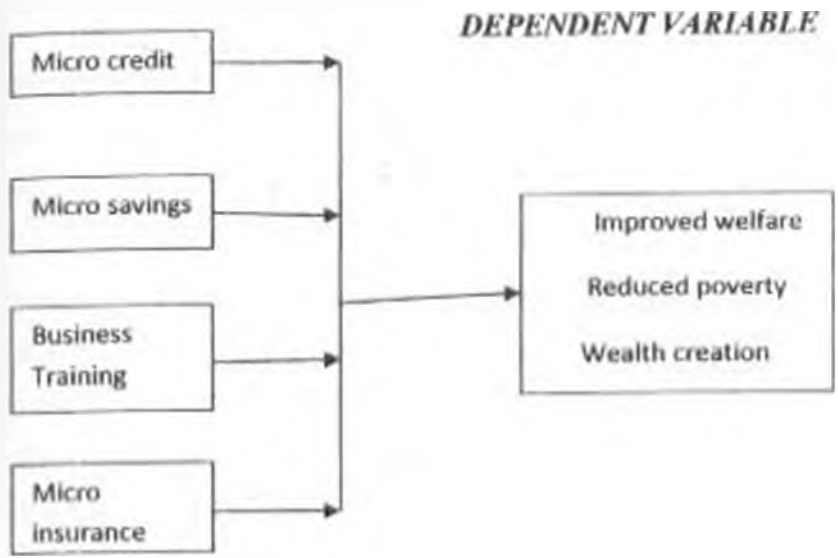 DEPENDENT VARIABLE
Micro credit
Micro savings
Business
Training
Micro
insurance
Improved welfare
Reduced poverty
Wealth creation